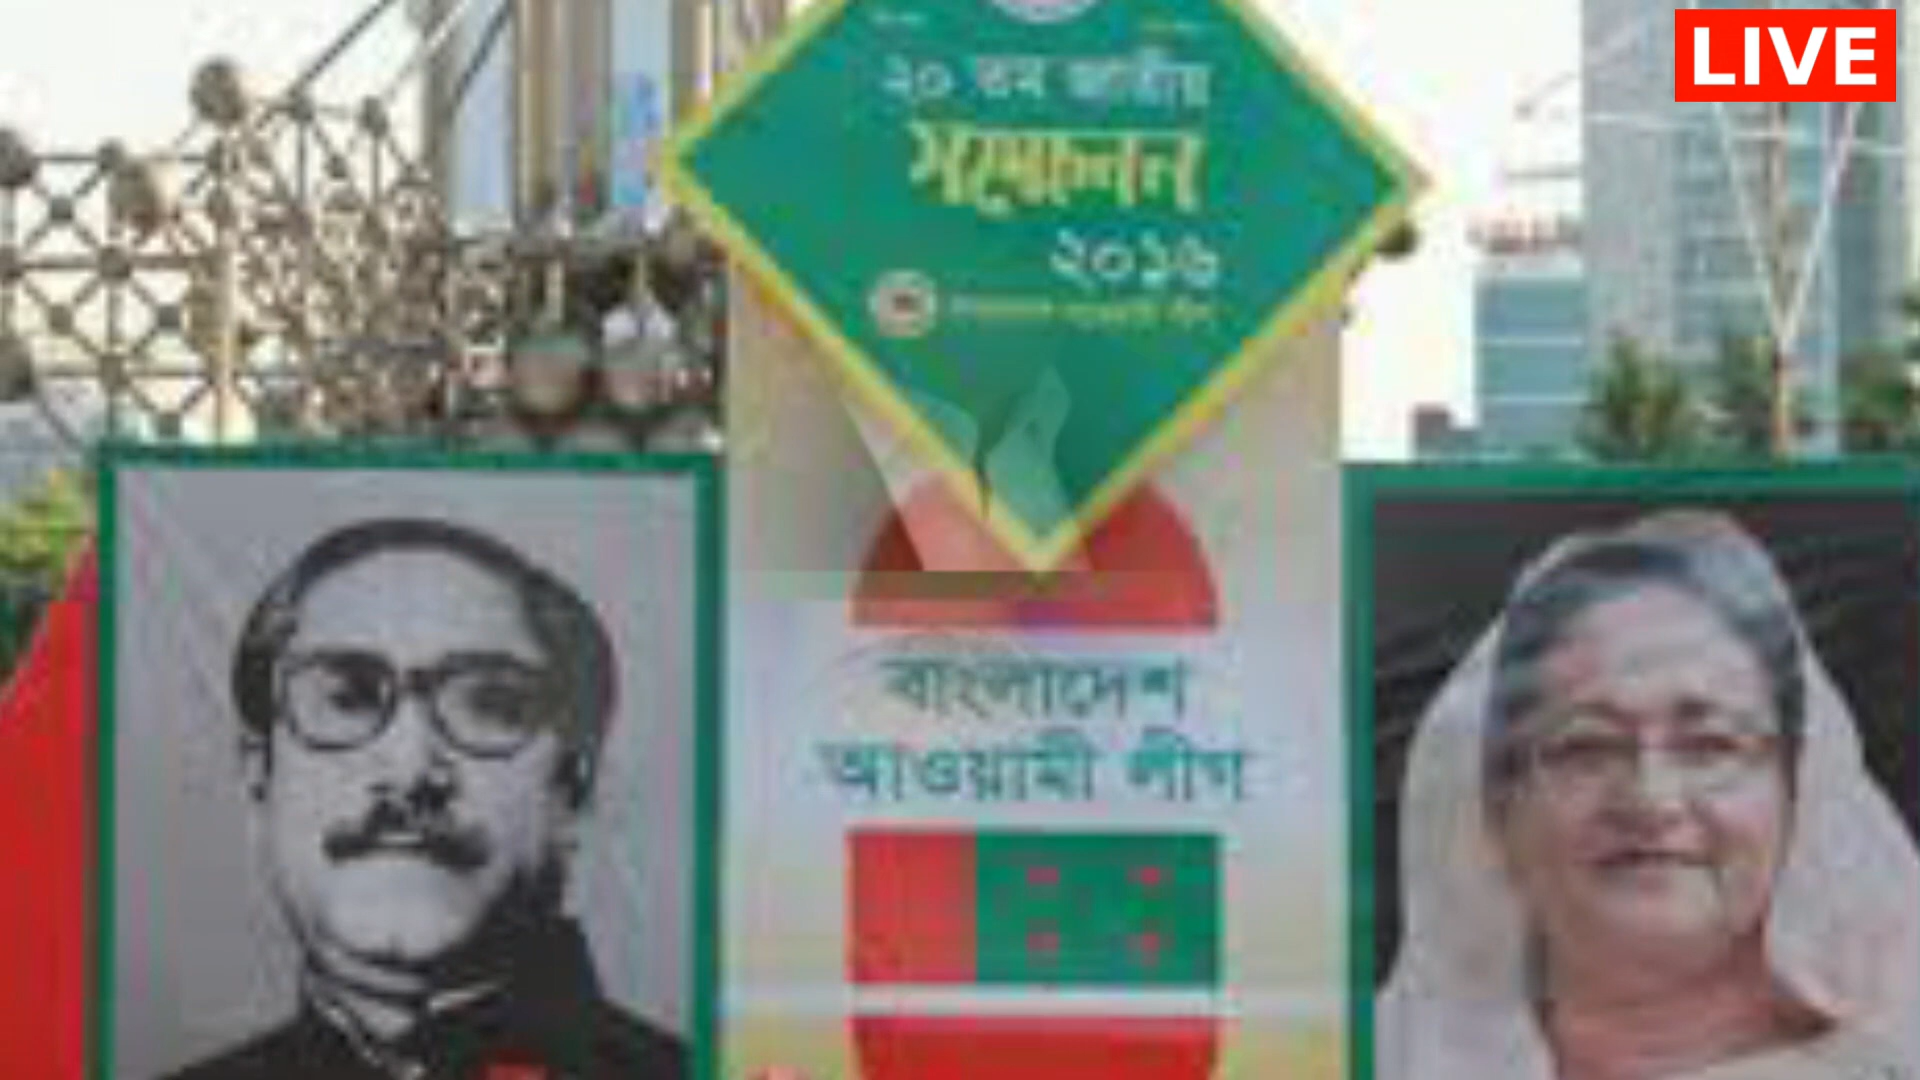 LIVE
২০ তম জাতীয়
সম্মেলন
২০১৬
বাংলাদেশ
আওয়ামী লীগ